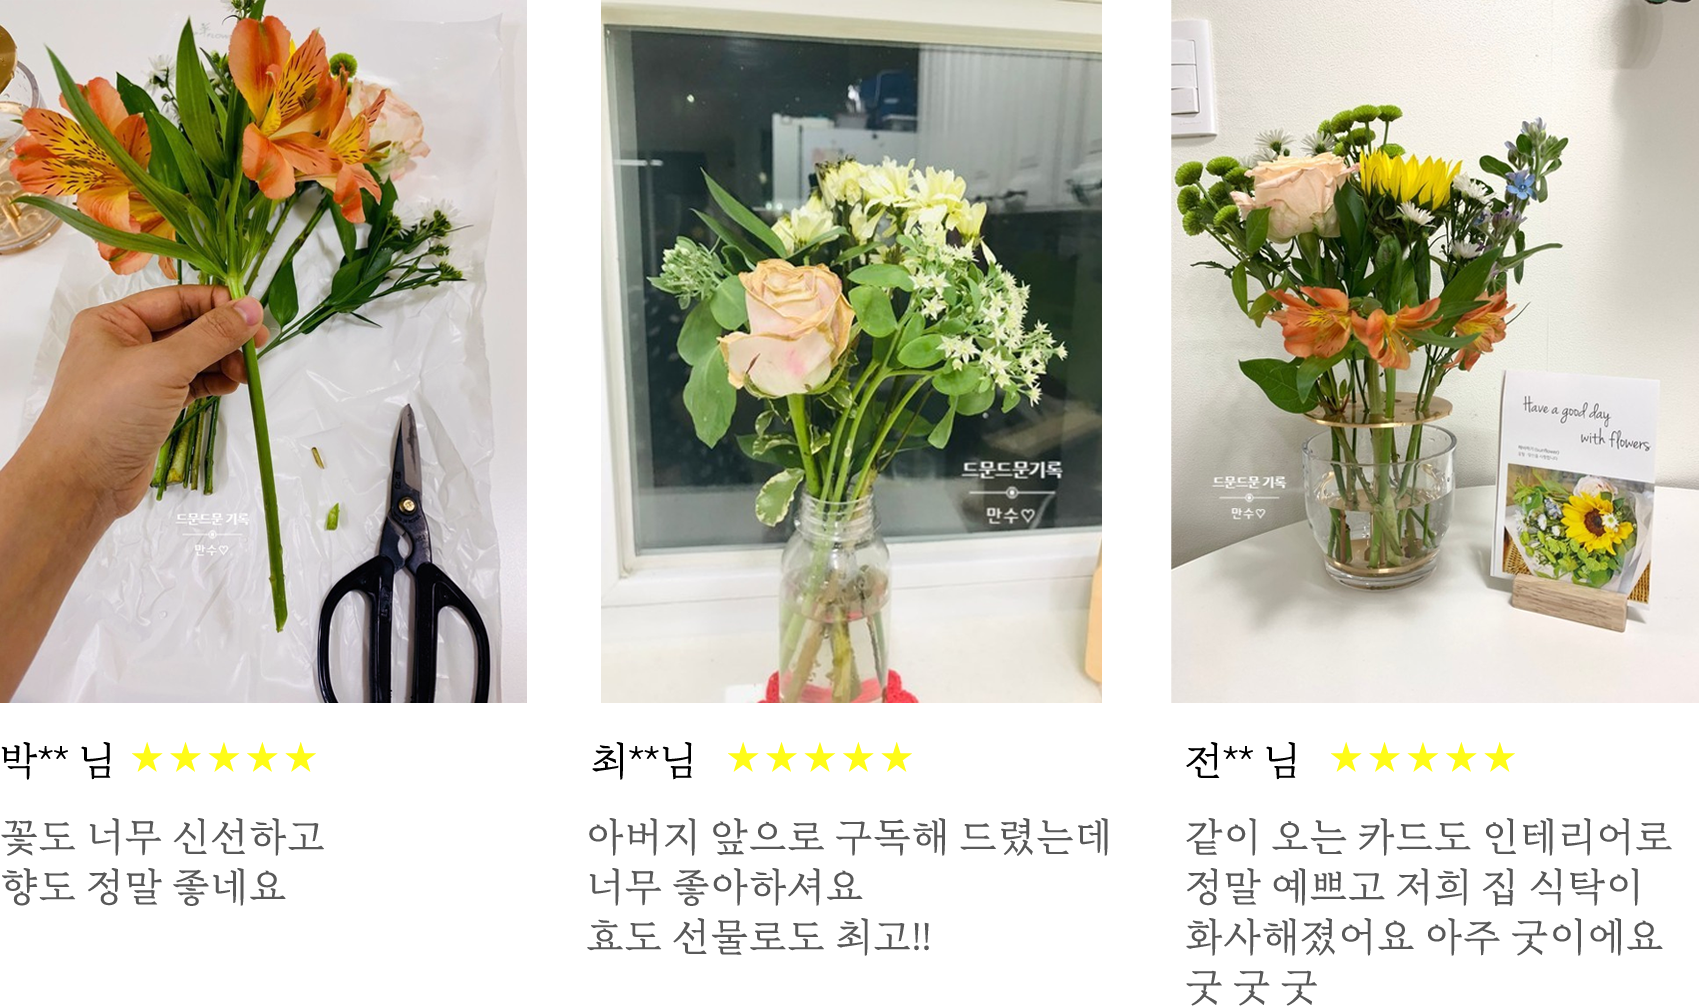 드문드문 기록
만수♡
드문드문기록
만수♡
Have a good day
with flowers
드문드문 기록
만수♡
박** 님 ★★★★★
꽃도 너무 신선하고
향도 정말 좋네요
최**님 ★★★★★
아버지 앞으로 구독해 드렸는데
너무 좋아하셔요
효도 선물로도 최고!!
전** 님 ★★★★★
같이 오는 카드도 인테리어로
정말 예쁘고 저희 집 식탁이
화사해졌어요 아주 굿이에요
굿 굿 굿